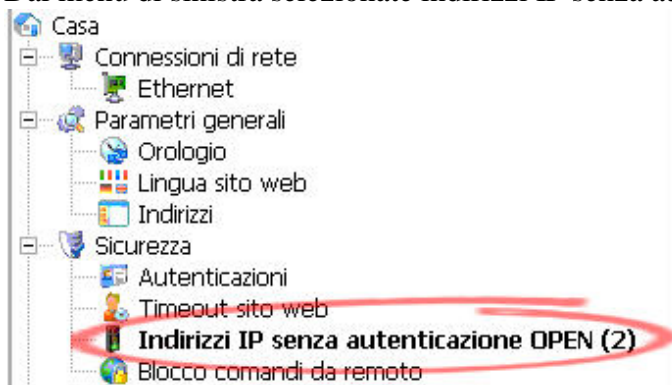 Casa
Connessioni di rete
Ethernet
Parametri generali
Orologio
Lingua sito web
Indirizzi
Sicurezza
Autenticazioni
Timeout sito web
Indirizzi IP senza autenticazione OPEN (2)
Blocco comandi da remoto